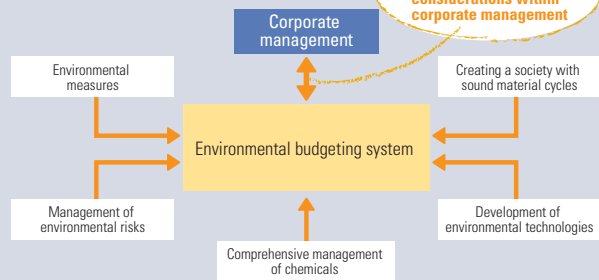 considerations within
corporate management
Corporate
management
Environmental
measures
Creating a society with
sound material cycles
Environmental budgeting system
Management of
environmental risks
Development of
environmental technologies
Comprehensive management
of chemicals